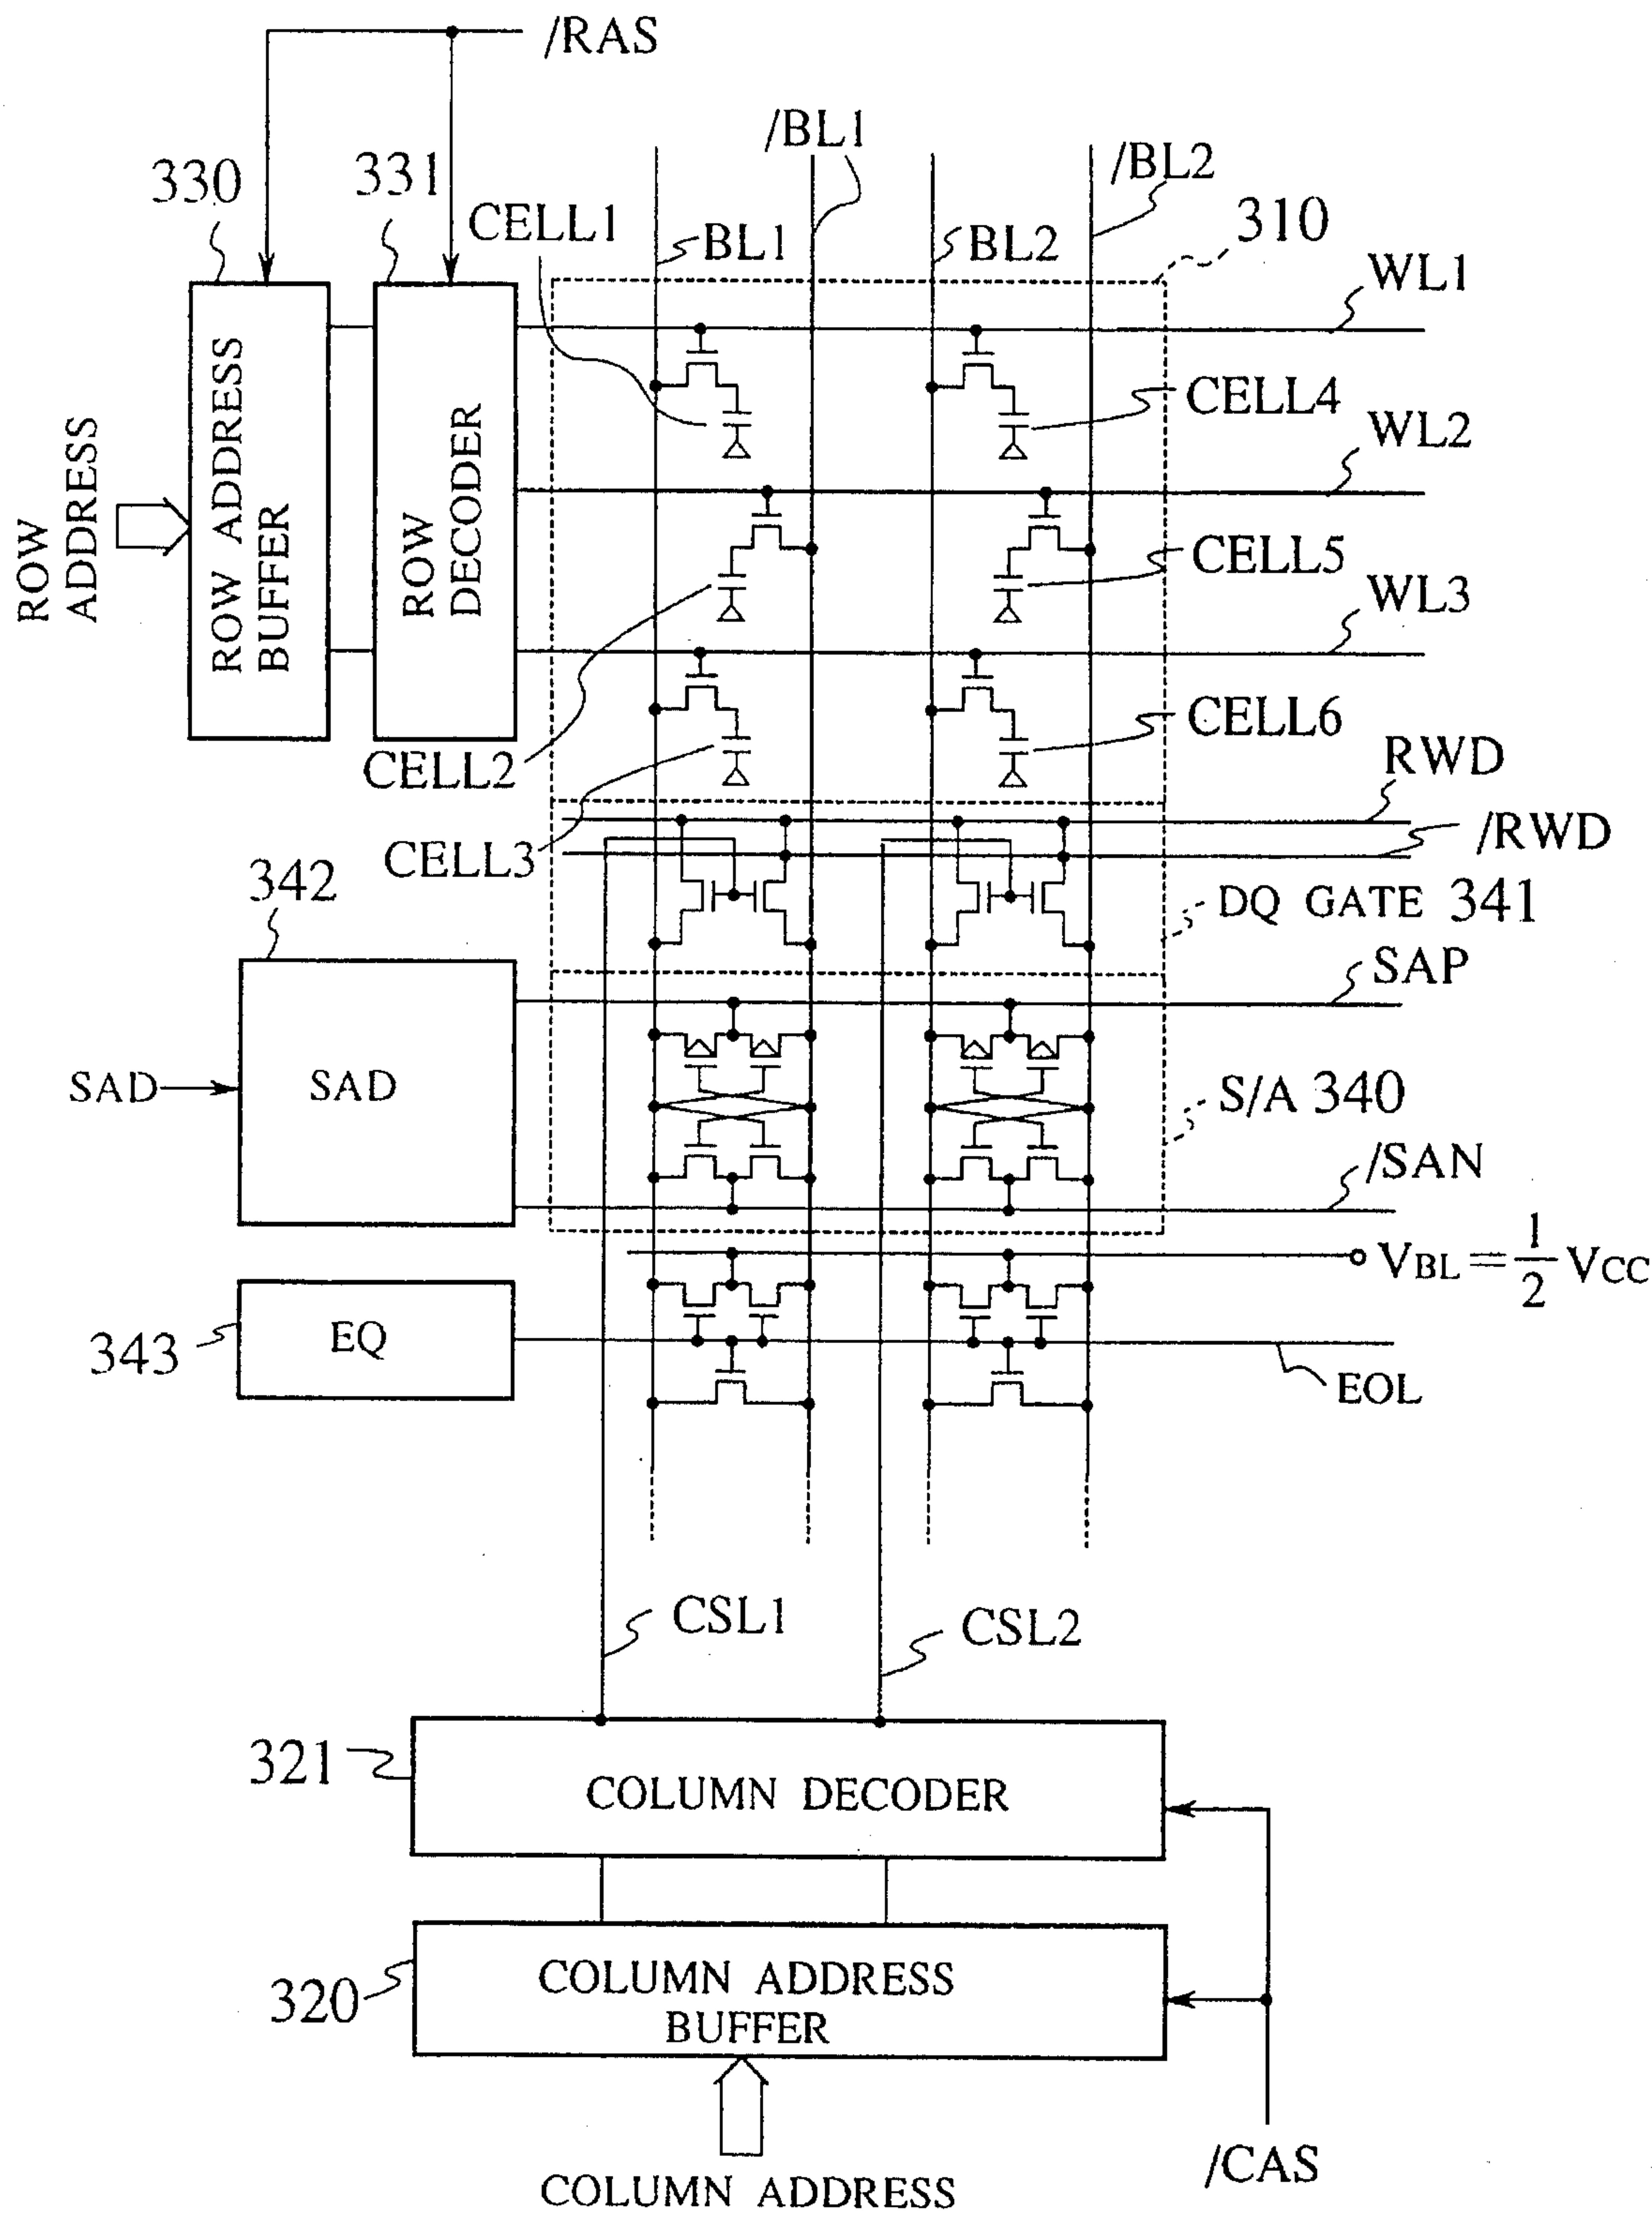 /RAS
/BL1
/BL2
330
331
CELL1
BL1
BL2
310
WL1
ROW ADDRESS
ROW ADDRESS
BUFFER
ROW
DECODER
CELL4
WL2
CELL5
WL3
CELL2
CELL6
RWD
CELL3
/RWD
342
DQ GATE 341
SAP
SAD
SAD
S/A 340
/SAN
VBL = 1/2 VCC
343
EQ
EOL
CSL1
CSL2
321
COLUMN DECODER
320
COLUMN ADDRESS
BUFFER
/CAS
COLUMN ADDRESS